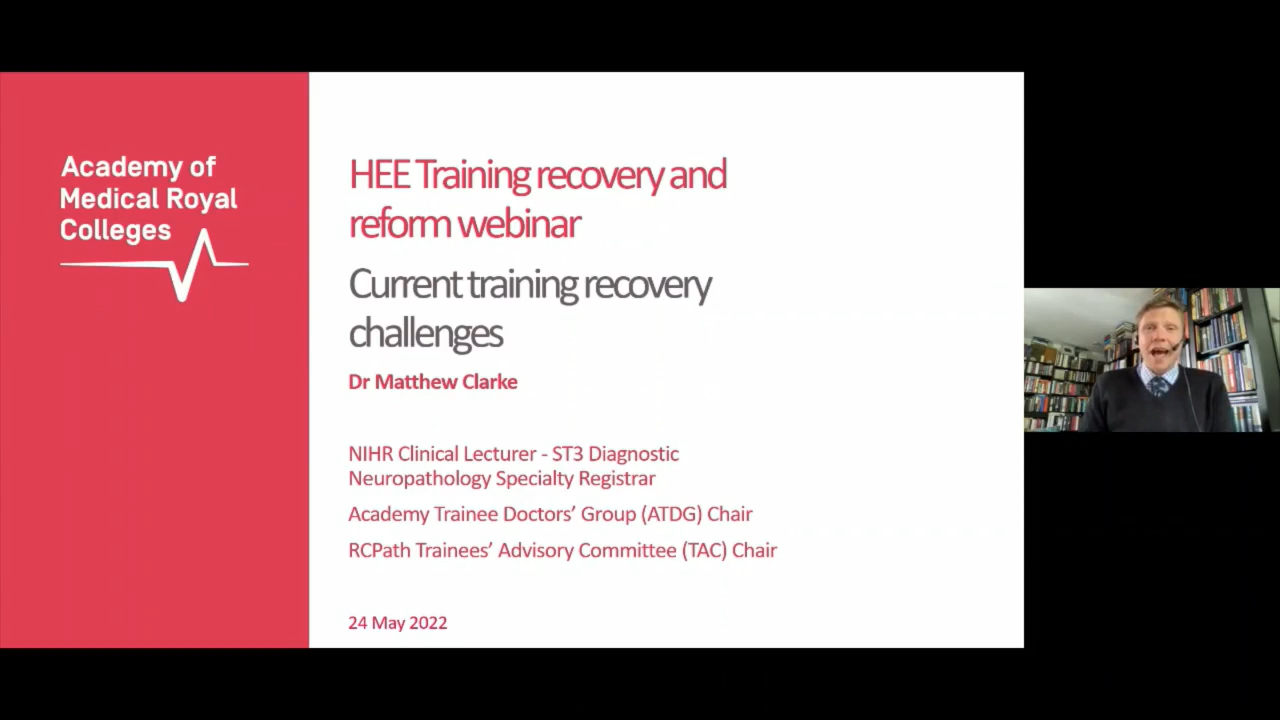 Academy of
Medical Royal
Colleges
HEE Training recovery and
reform webinar
Current training recovery
challenges
Dr Matthew Clarke
NIHR Clinical Lecturer - ST3 Diagnostic
Neuropathology Specialty Registrar
Academy Trainee Doctors’ Group (ATDG) Chair
RCPath Trainees’ Advisory Committee (TAC) Chair
24 May 2022